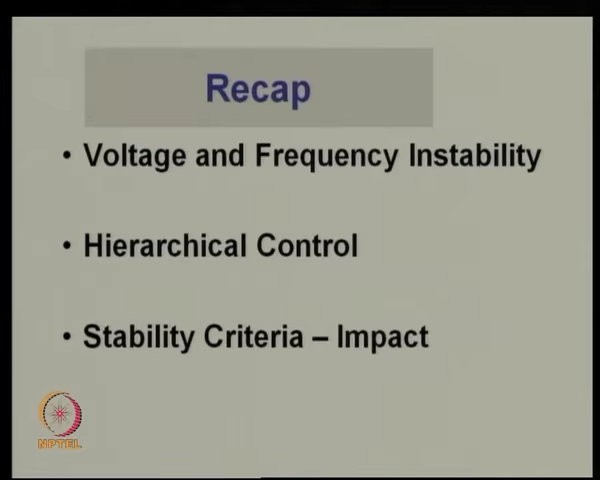 Recap
• Voltage and Frequency Instability
• Hierarchical Control
• Stability Criteria – Impact
NPTEL